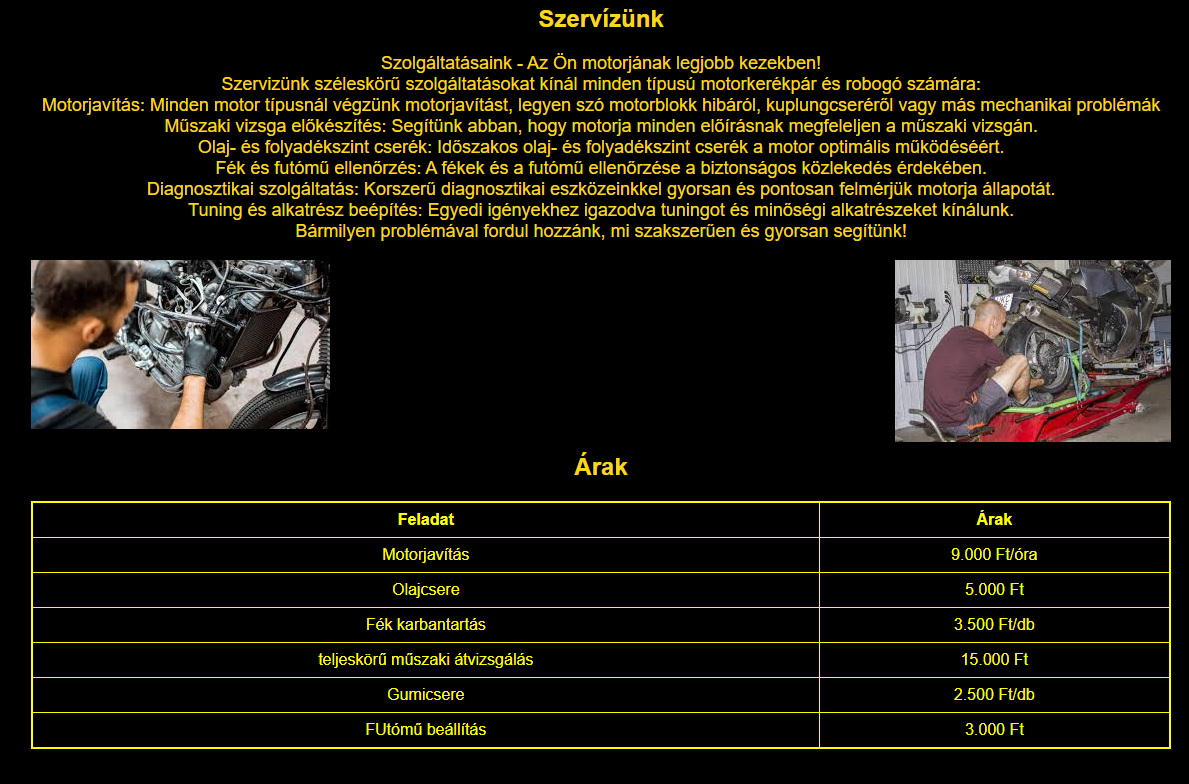 Szervízünk
Szolgáltatásaink - Az Ön motorjának legjobb kezekben!
Szervizünk széleskörű szolgáltatásokat kínál minden típusú motorkerékpár és robogó számára:
Motorjavítás: Minden motor típusnál végzünk motorjavítást, legyen szó motorblokk hibáról, kuplungcseréről vagy más mechanikai problémák
Műszaki vizsga előkészítés: Segítünk abban, hogy motorja minden előírásnak megfeleljen a műszaki vizsgán.
Olaj- és folyadékszint cserék: Időszakos olaj- és folyadékszint cserék a motor optimális működéséért.
Fék és futómű ellenőrzés: A fékek és a futómű ellenőrzése a biztonságos közlekedés érdekében.
Diagnosztikai szolgáltatás: Korszerű diagnosztikai eszközeinkkel gyorsan és pontosan felmérjük motorja állapotát.
Tuning és alkatrész beépítés: Egyedi igényekhez igazodva tuningot és minőségi alkatrészeket kínálunk.
Bármilyen problémával fordul hozzánk, mi szakszerűen és gyorsan segítünk!
Árak
Feladat Árak
Motorjavítás 9.000 Ft/óra
Olajcsere 5.000 Ft
Fék karbantartás 3.500 Ft/db
teljeskörű műszaki átvizsgálás 15.000 Ft
Gumicsere 2.500 Ft/db
FUtómű beállítás 3.000 Ft